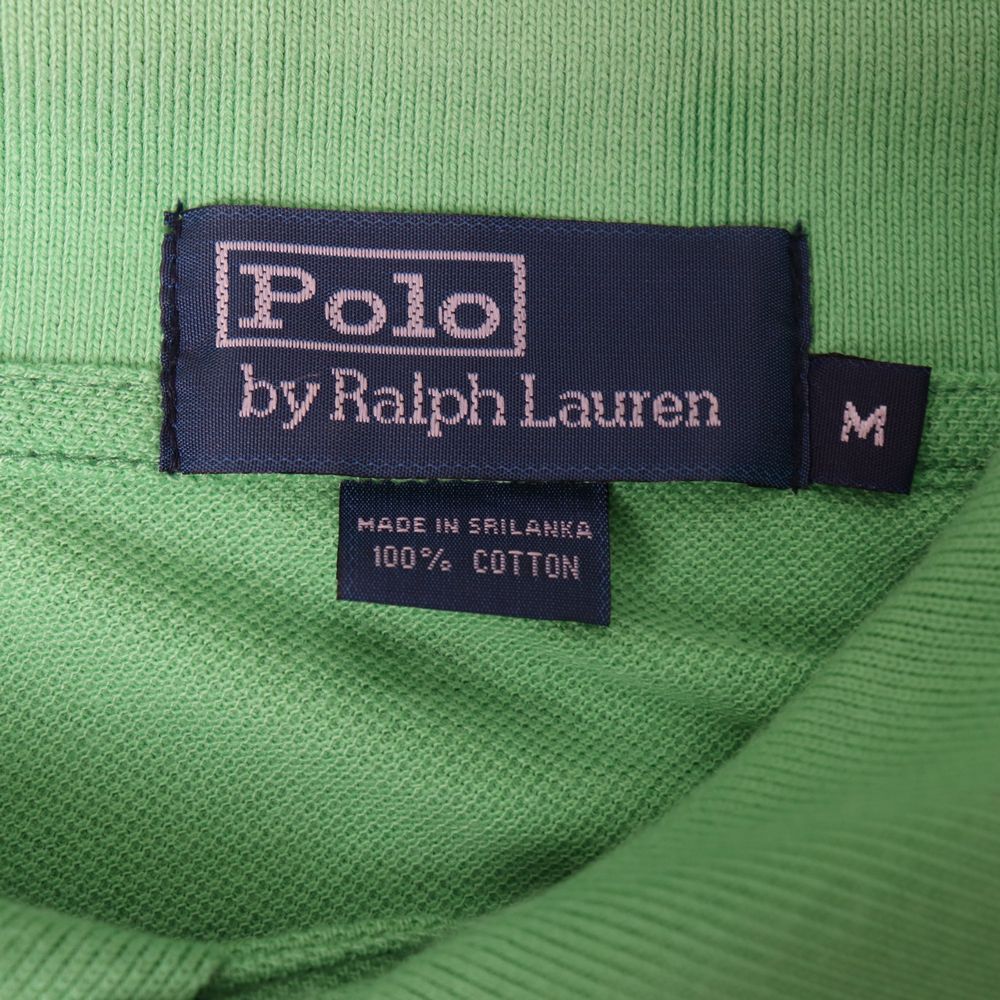 Polo
by Ralph Lauren
M
MADE IN SRILANKA
100% COTTON